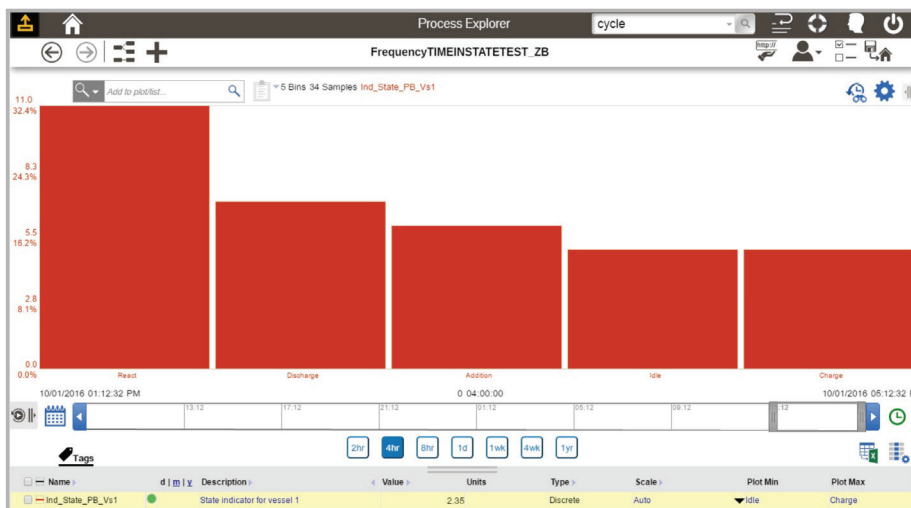 Process Explorer
cycle
FrequencyTIMEINSTATETEST_ZB
http://
Add to plot/list...
5 Bins 34 Samples Ind_State_PB_Vs1
11.0
32.4%
8.3
24.3%
5.5
16.2%
2.8
8.1%
0.0
0.0%
React Discharge Addition Idle Charge
10/01/2016 01:12:32 PM 0 04:00:00 10/01/2016 05:12:32
13:12 17:12 21:12 01:12 05:12 09:12
2hr 4hr 8hr 1d 1wk 4wk 1yr
Tags
Name d | m | y Description Value Units Type Scale Plot Min Plot Max
Ind_State_PB_Vs1 State indicator for vessel 1 2.35 Discrete Auto Idle Charge